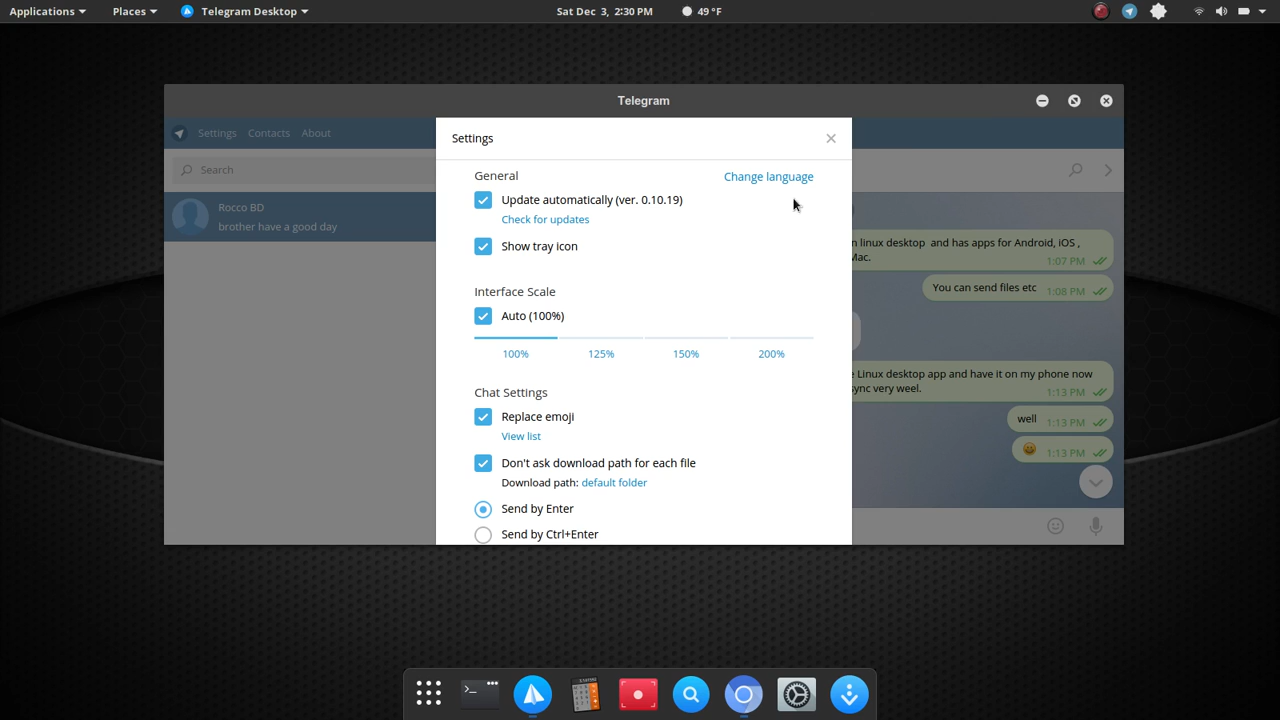 Applications Places Telegram Desktop Sat Dec 3, 2:30 PM 49 °F
Telegram
Settings Contacts About
Search
Rocco BD
brother have a good day
Settings
General Change language
Update automatically (ver. 0.10.19)
Check for updates
Show tray icon
Interface Scale
Auto (100%)
100% 125% 150% 200%
Chat Settings
Replace emoji
View list
Don't ask download path for each file
Download path: default folder
Send by Enter
Send by Ctrl+Enter
n linux desktop and has apps for Android, iOS ,
Mac.
1:07 PM
You can send files etc 1:08 PM
e Linux desktop app and have it on my phone now
sync very weel.
1:13 PM
well 1:13 PM
1:13 PM